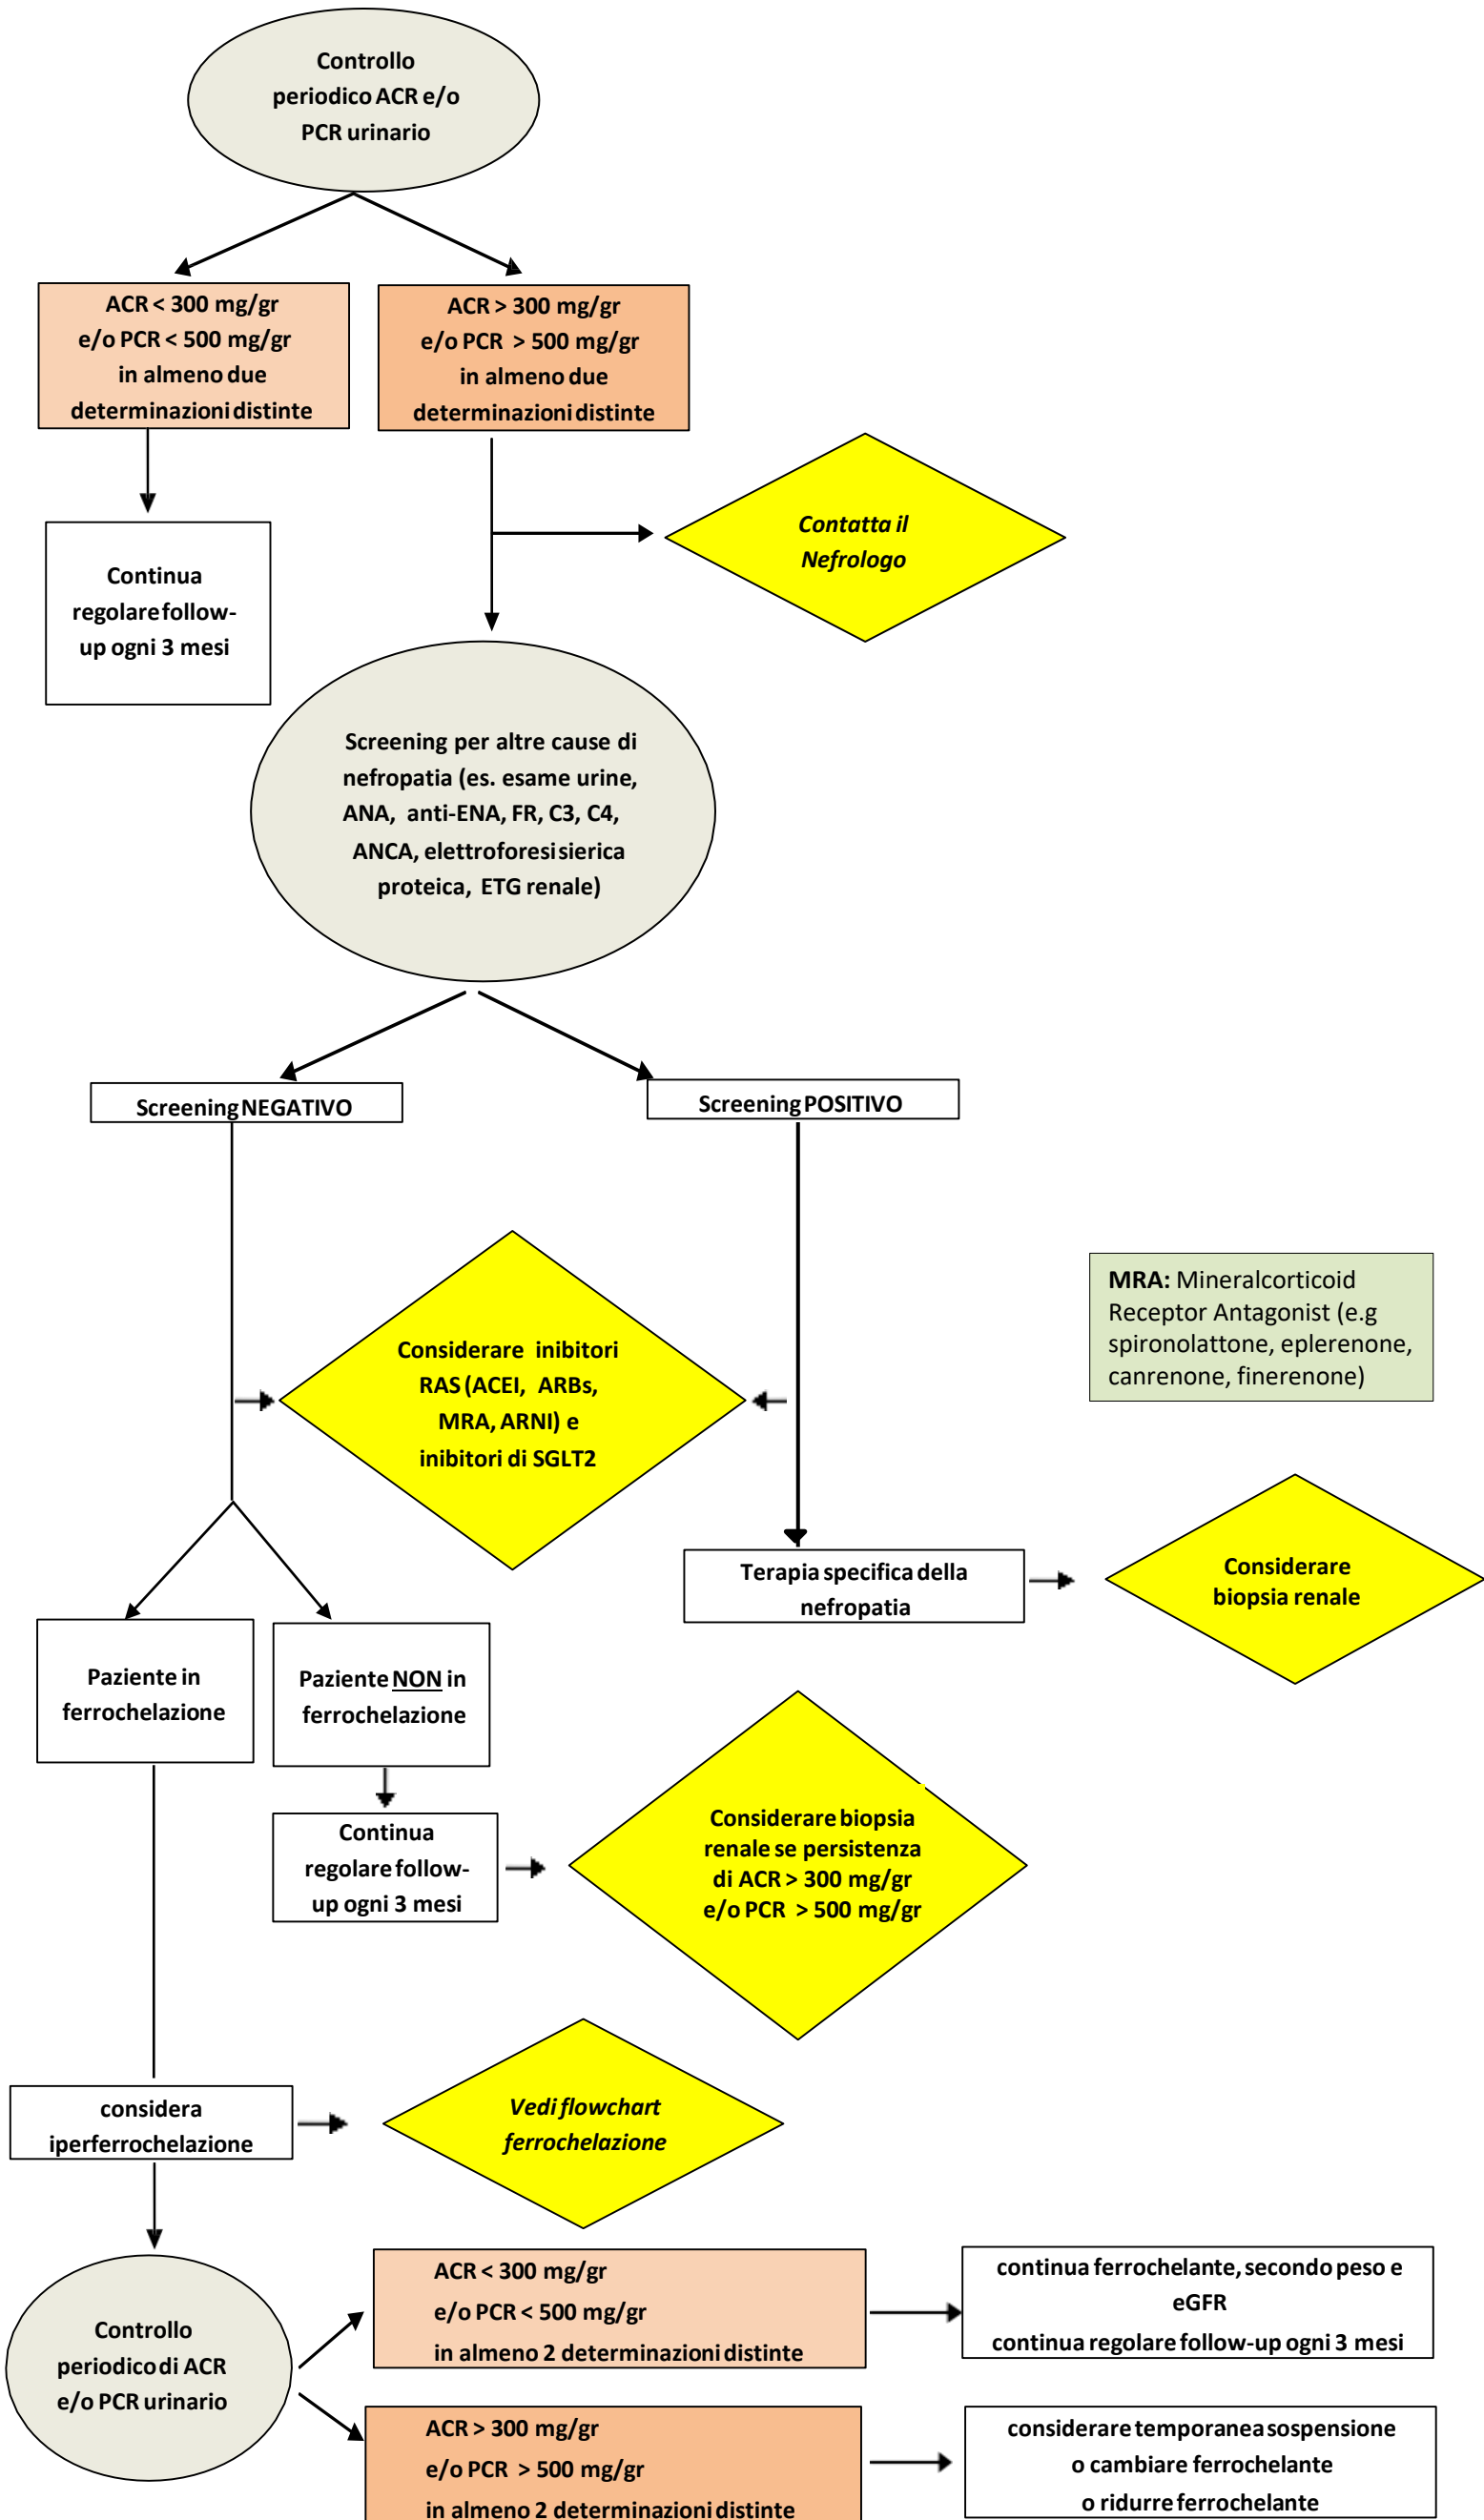 Controllo
periodico ACR e/o
PCR urinario
ACR < 300 mg/gr
e/o PCR < 500 mg/gr
in almeno due
determinazioni distinte
ACR > 300 mg/gr
e/o PCR > 500 mg/gr
in almeno due
determinazioni distinte
Contatta il
Nefrologo
Continua
regolare follow-
up ogni 3 mesi
Screening per altre cause di
nefropatia (es. esame urine,
ANA, anti-ENA, FR, C3, C4,
ANCA, elettroforesi sierica
proteica, ETG renale)
Screening NEGATIVO
Screening POSITIVO
Considerare inibitori
RAS (ACEI, ARBs,
MRA, ARNI) e
inibitori di SGLT2
MRA: Mineralcorticoid
Receptor Antagonist (e.g
spironolattone, eplerenone,
canrenone, finerenone)
Terapia specifica della
nefropatia
Considerare
biopsia renale
Paziente in
ferrochelazione
Paziente NON in
ferrochelazione
Continua
regolare follow-
up ogni 3 mesi
Considerare biopsia
renale se persistenza
di ACR > 300 mg/gr
e/o PCR > 500 mg/gr
considera
iperferrochelazione
Vedi flowchart
ferrochelazione
Controllo
periodico di ACR
e/o PCR urinario
ACR < 300 mg/gr
e/o PCR < 500 mg/gr
in almeno 2 determinazioni distinte
continua ferrochelante, secondo peso e
eGFR
continua regolare follow-up ogni 3 mesi
ACR > 300 mg/gr
e/o PCR > 500 mg/gr
in almeno 2 determinazioni distinte
considerare temporanea sospensione
o cambiare ferrochelante
o ridurre ferrochelante